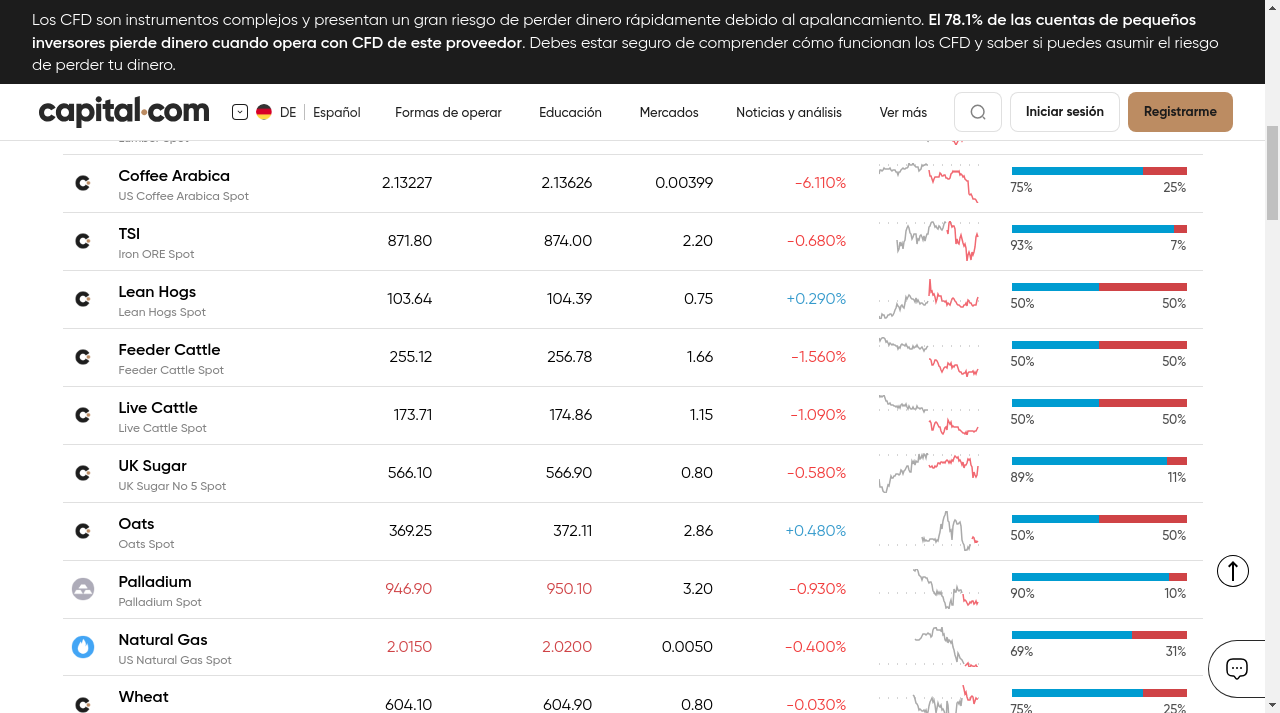 Los CFD son instrumentos complejos y presentan un gran riesgo de perder dinero rápidamente debido al apalancamiento. El 78.1% de las cuentas de pequeños
inversores pierde dinero cuando opera con CFD de este proveedor. Debes estar seguro de comprender cómo funcionan los CFD y saber si puedes asumir el riesgo
de perder tu dinero.
capital.com DE Español Formas de operar Educación Mercados Noticias y análisis Ver más Iniciar sesión Registrarme
Coffee Arabica 2.13227 2.13626 0.00399 -6.110%
US Coffee Arabica Spot 75% 25%
TSI 871.80 874.00 2.20 -0.680%
Iron ORE Spot 93% 7%
Lean Hogs 103.64 104.39 0.75 +0.290%
Lean Hogs Spot 50% 50%
Feeder Cattle 255.12 256.78 1.66 -1.560%
Feeder Cattle Spot 50% 50%
Live Cattle 173.71 174.86 1.15 -1.090%
Live Cattle Spot 50% 50%
UK Sugar 566.10 566.90 0.80 -0.580%
UK Sugar No 5 Spot 89% 11%
Oats 369.25 372.11 2.86 +0.480%
Oats Spot 50% 50%
Palladium 946.90 950.10 3.20 -0.930%
Palladium Spot 90% 10%
Natural Gas 2.0150 2.0200 0.0050 -0.400%
US Natural Gas Spot 69% 31%
Wheat 604.10 604.90 0.80 -0.030%
75% 25%